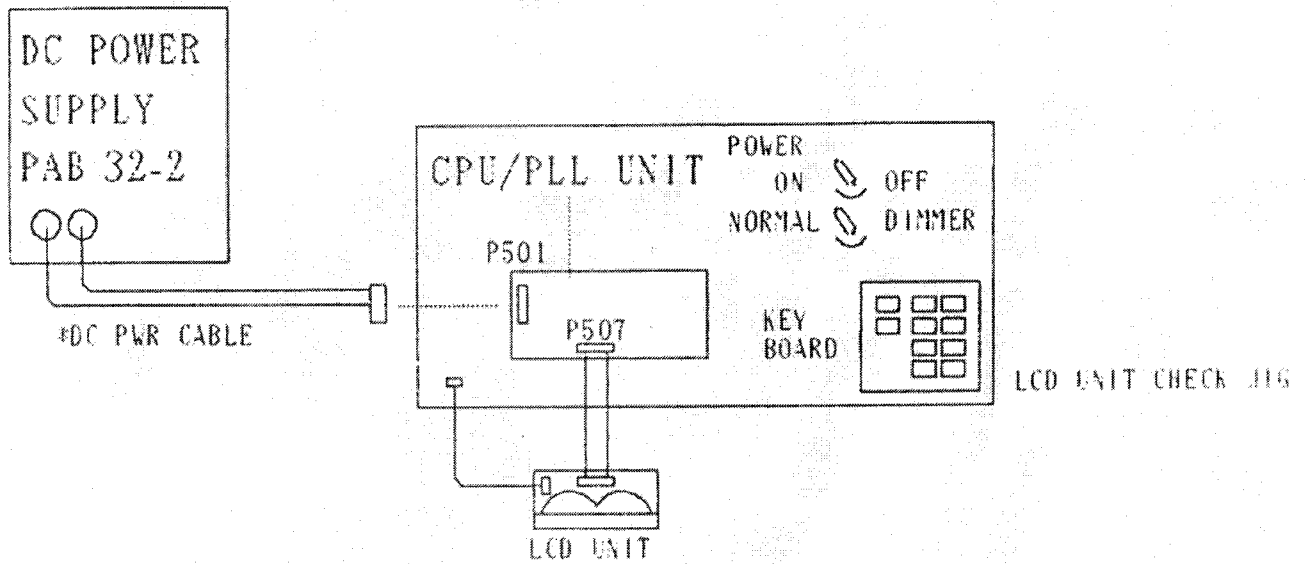 DC POWER
SUPPLY
PAB 32-2
*DC PWR CABLE
CPU/PLL UNIT
POWER
ON OFF
NORMAL DIMMER
P501
P507
KEY
BOARD
LCD UNIT CHECK JIG
LCD UNIT